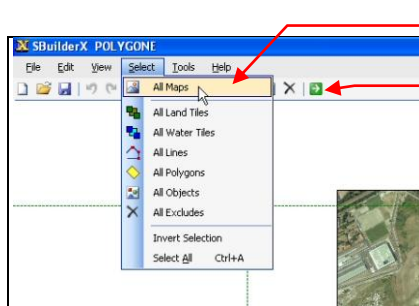 SBuilderX POLYGONE
File Edit View Select Tools Help
All Maps
All Land Tiles
All Water Tiles
All Lines
All Polygons
All Objects
All Excludes
Invert Selection
Select All Ctrl+A